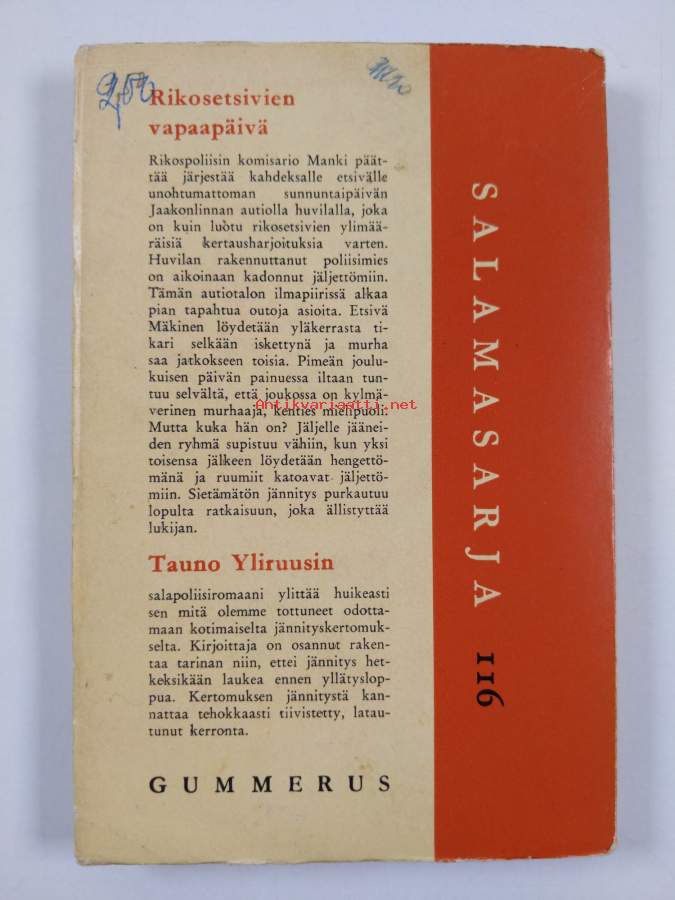 2,50
Rikosetsivien
vapaapäivä
Rikospoliisin komisario Manki päät-
tää järjestää kahdeksalle etsivälle
unohtumattoman sunnuntaipäivän
Jaakonlinnan autiolla huvilalla, joka
on kuin luotu rikosetsivien ylimää-
räisiä kertausharjoituksia varten.
Huvilan rakennuttanut poliisimies
on aikoinaan kadonnut jäljettömiin.
Tämän autiotalon ilmapiirissä alkaa
pian tapahtua outoja asioita. Etsivä
Mäkinen löydetään yläkerrasta ti-
kari selkään iskettynä ja murha
saa jatkokseen toisia. Pimeän joulu-
kuisen päivän painuessa iltaan tun-
tuu selvältä, että joukossa on kylmä-
verinen murhaaja, kenties mielipuoli.
Antikvariaatti.net
Mutta kuka hän on? Jäljelle jäänei-
den ryhmä supistuu vähiin, kun yksi
toisensa jälkeen löydetään hengettö-
mänä ja ruumiit katoavat jäljettö-
miin. Sietämätön jännitys purkautuu
lopulta ratkaisuun, joka ällistyttää
lukijan.
Tauno Yliruusin
salapoliisiromaani ylittää huikeasti
sen mitä olemme tottuneet odotta-
maan kotimaiselta jännityskertomuk-
selta. Kirjoittaja on osannut raken-
taa tarinan niin, ettei jännitys het-
keksikään laukea ennen yllätyslop-
pua. Kertomuksen jännitystä kan-
nattaa tehokkaasti tiivistetty, latau-
tunut kerronta.
GUMMERUS
SALAMASARJA 116